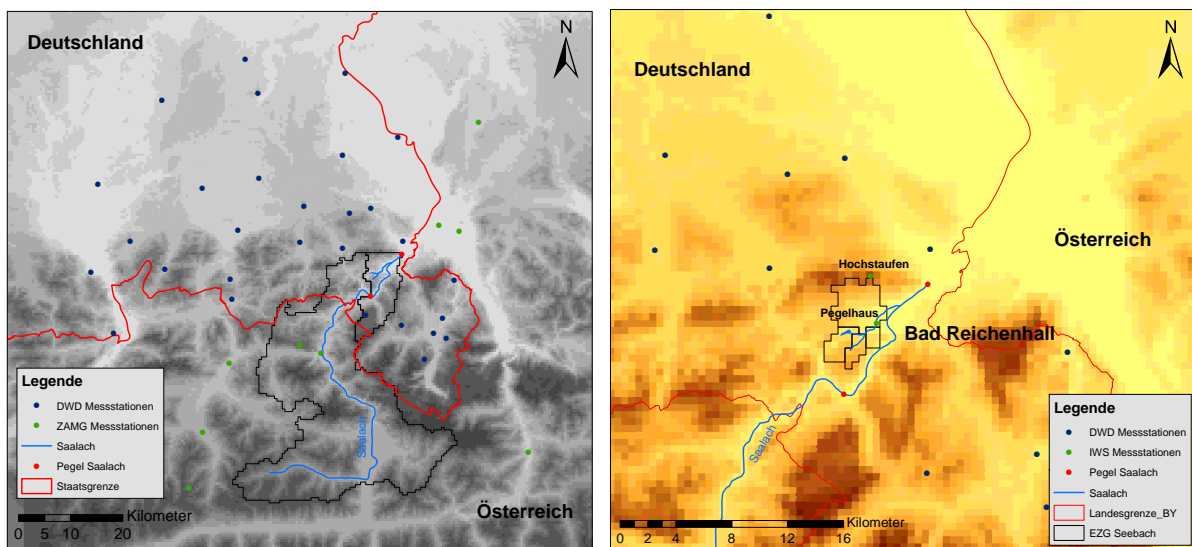 Deutschland
N
Legende
DWD Messstationen
ZAMG Messstationen
Saalach
Pegel Saalach
Staatsgrenze
Saalach
Österreich
Kilometer
0 5 10 20
Deutschland
N
Österreich
Hochstaufen
Pegelhaus
Bad Reichenhall
Saalach
Legende
DWD Messstationen
IWS Messstationen
Pegel Saalach
Saalach
Landesgrenze_BY
EZG Seebach
Kilometer
0 2 4 8 12 16